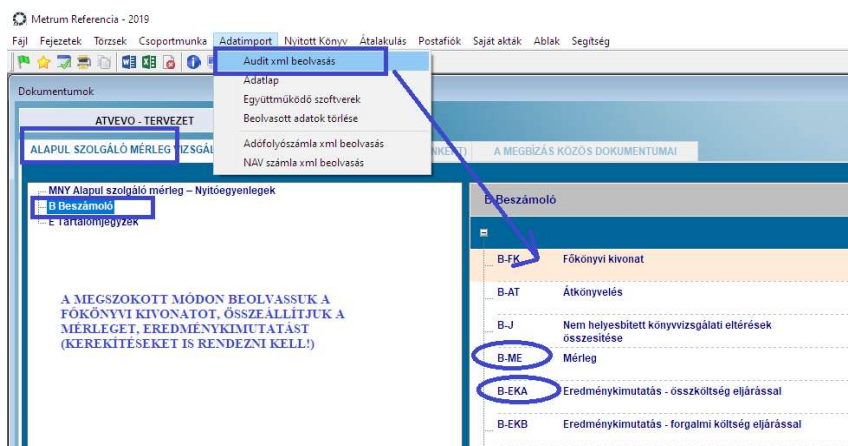 Metrum Referencia - 2019
Fájl Fejezetek Törzsek Csoportmunka Adatimport Nyitott Könyv Átalakulás Postafiók Saját akták Ablak Segítség
Audit xml beolvasás
Adatlap
Együttműködő szoftverek
Beolvasott adatok törlése
Adófolyószámla xml beolvasás
NAV számla xml beolvasás
Dokumentumok
ATVEVO - TERVEZET
ALAPUL SZOLGÁLÓ MÉRLEG VIZSGÁL
A MEGBÍZÁS KÖZÖS DOKUMENTUMAI
MNY Alapul szolgáló mérleg – Nyitóegyenlegek
B Beszámoló
E Tartalomjegyzék
A MEGSZOKOTT MÓDON BEOLVASSUK A
FŐKÖNYVI KIVONATOT, ÖSSZEÁLLÍTJUK A
MÉRLEGET, EREDMÉNYKIMUTATÁST
(KEREKÍTÉSEKET IS RENDEZNI KELL!)
B Beszámoló
B-FK Főkönyvi kivonat
B-AT Átkönyvelés
B-J Nem helyesbített könyvvizsgálati eltérések
összesítése
B-ME Mérleg
B-EKA Eredménykimutatás - összköltség eljárással
B-EKB Eredménykimutatás - forgalmi költség eljárással